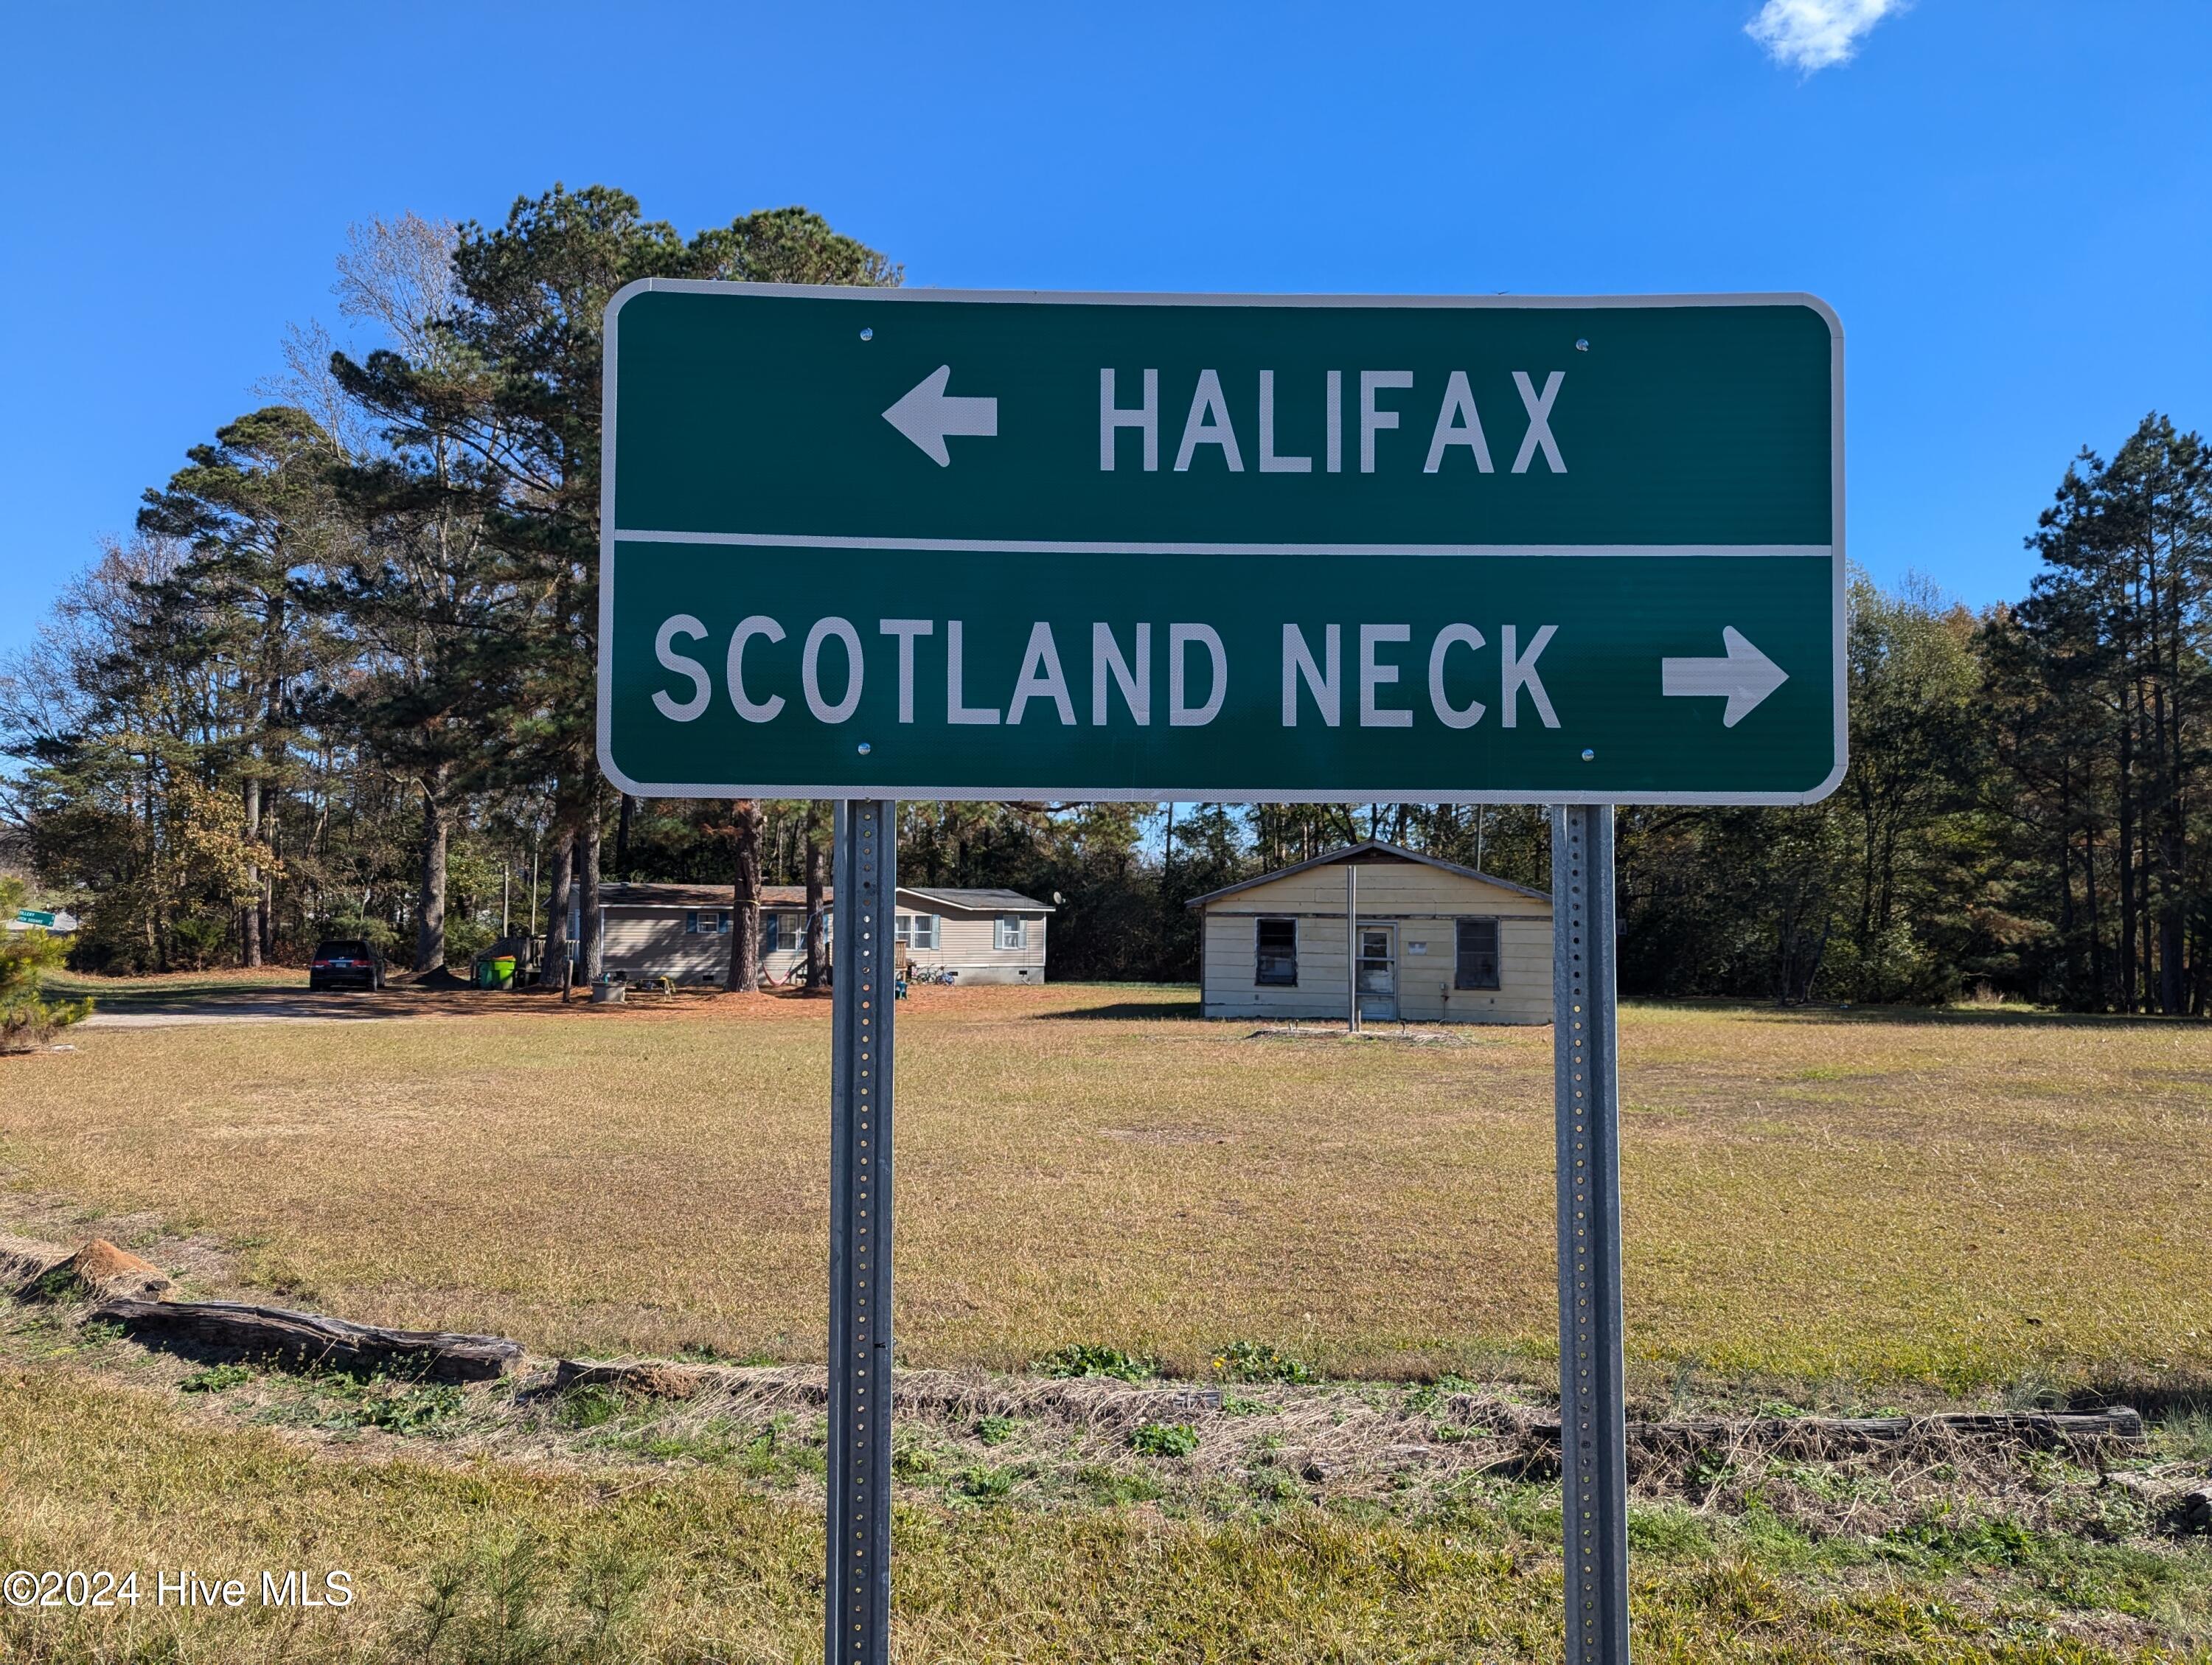 HALIFAX
SCOTLAND NECK
©2024 Hive MLS